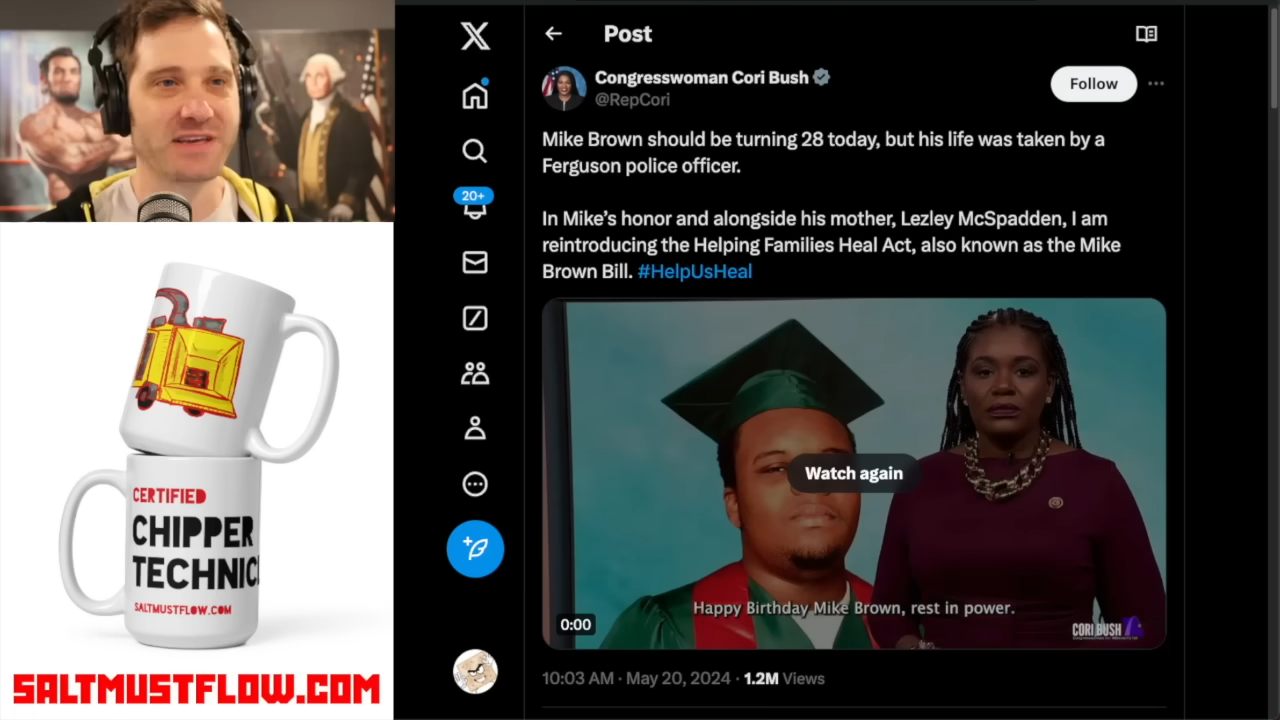 Post
Congresswoman Cori Bush
Follow
@RepCori
Mike Brown should be turning 28 today, but his life was taken by a
Ferguson police officer.
In Mike’s honor and alongside his mother, Lezley McSpadden, I am
reintroducing the Helping Families Heal Act, also known as the Mike
Brown Bill. #HelpUsHeal
20+
Watch again
Happy Birthday Mike Brown, rest in power.
0:00
CORI BUSH
10:03 AM · May 20, 2024 · 1.2M Views
CERTIFIED
CHIPPER
TECHNIC
SALTMUSTFLOW.COM
SALTMUSTFLOW.COM